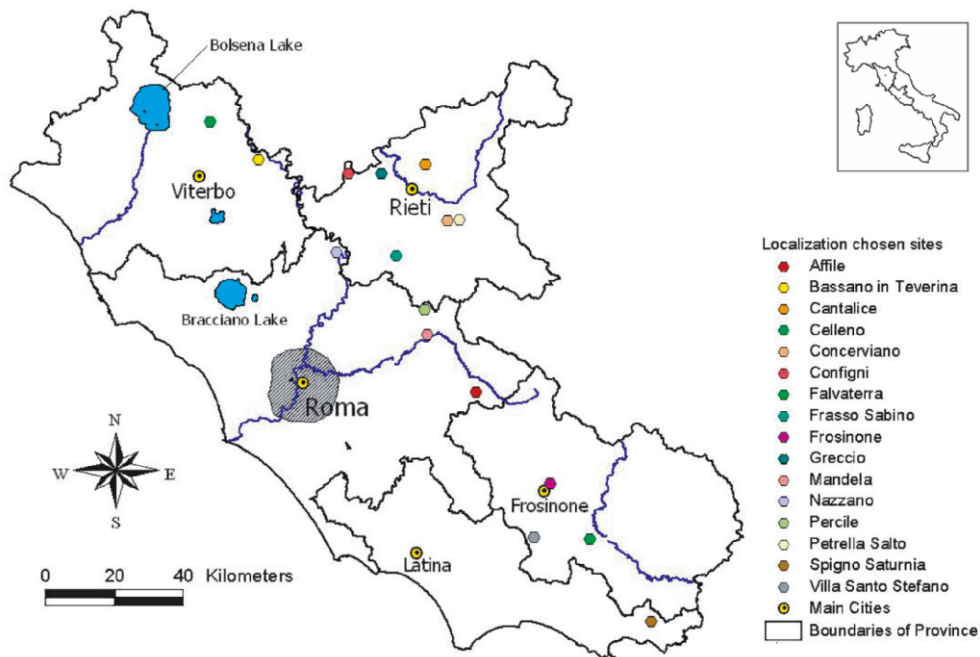 Bolsena Lake
Viterbo
Rieti
Bracciano Lake
Roma
N
W E
S
Frosinone
Latina
0 20 40 Kilometers
Localization chosen sites
Affile
Bassano in Teverina
Cantalice
Celleno
Concerviano
Configni
Falvaterra
Frasso Sabino
Frosinone
Greccio
Mandela
Nazzano
Percile
Petrella Salto
Spigno Saturnia
Villa Santo Stefano
Main Cities
Boundaries of Province